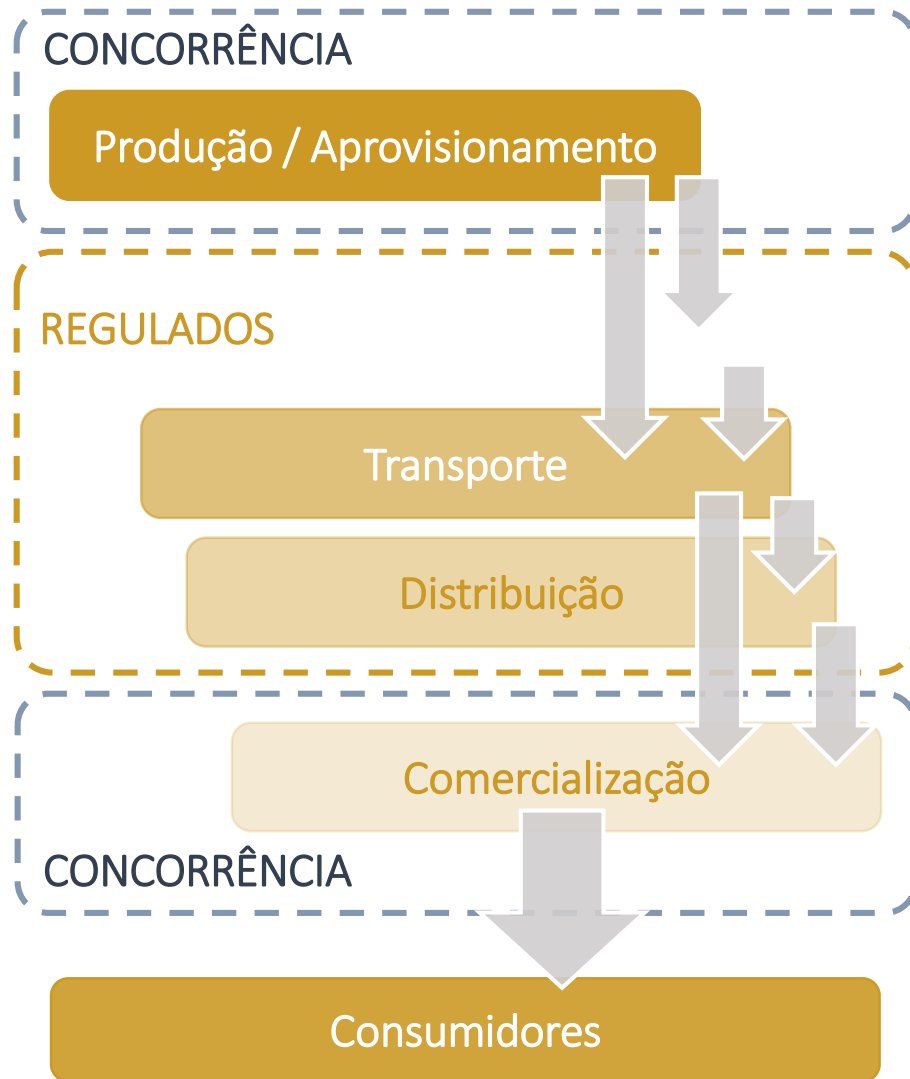 CONCORRÊNCIA
Produção / Aprovisionamento
REGULADOS
Transporte
Distribuição
Comercialização
CONCORRÊNCIA
Consumidores